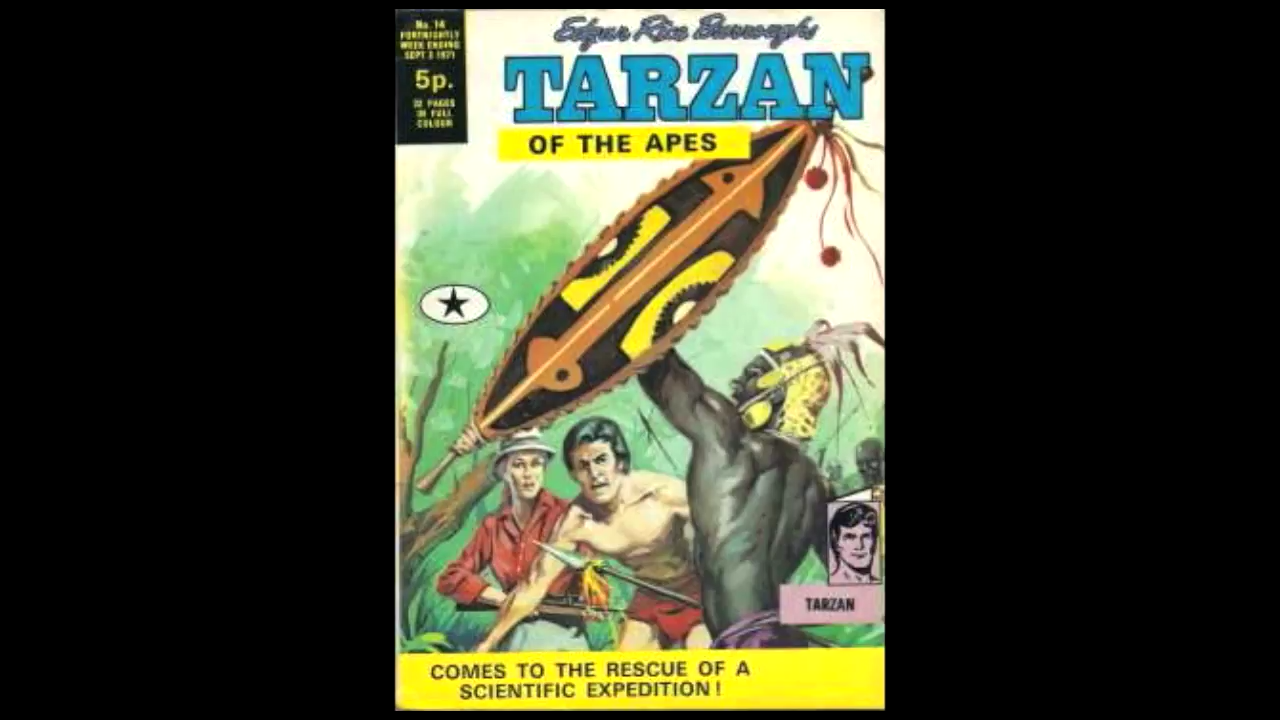 No. 14
FORTNIGHTLY
WEEK ENDING
SEPT 3 1971
5p.
32 PAGES
IN FULL
COLOUR
Edgar Rice Burroughs
TARZAN
OF THE APES
TARZAN
COMES TO THE RESCUE OF A
SCIENTIFIC EXPEDITION!